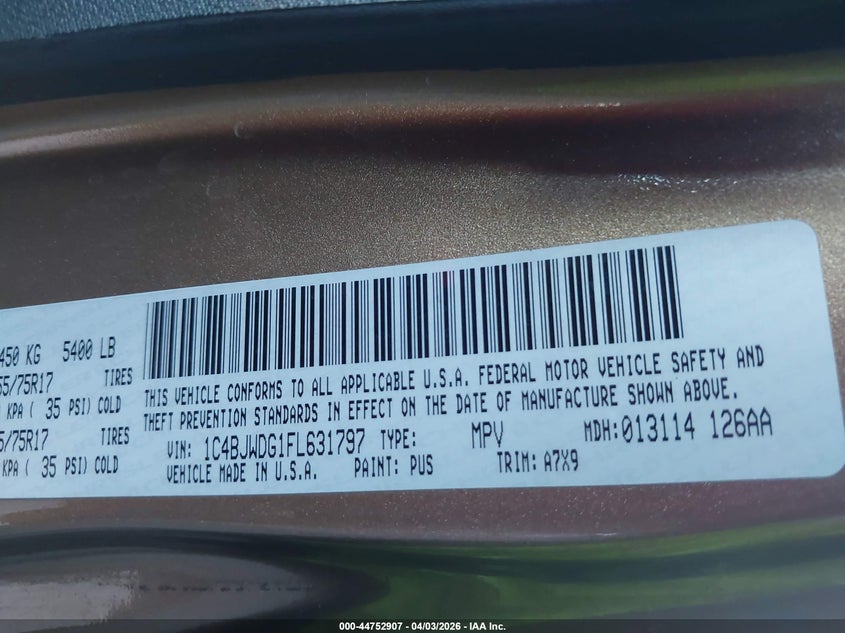 450 KG 5400 LB
55/75R17 TIRES
KPA ( 35 PSI) COLD
5/75R17 TIRES
KPA ( 35 PSI) COLD
THIS VEHICLE CONFORMS TO ALL APPLICABLE U.S.A. FEDERAL MOTOR VEHICLE SAFETY AND
THEFT PREVENTION STANDARDS IN EFFECT ON THE DATE OF MANUFACTURE SHOWN ABOVE.
VIN: 1C4BJWDG1FL631797 TYPE: MPV MDH:013114 126AA
VEHICLE MADE IN U.S.A. PAINT: PUS TRIM: A7X9
000-44752907 | 04/03/2026 - IAA Inc.